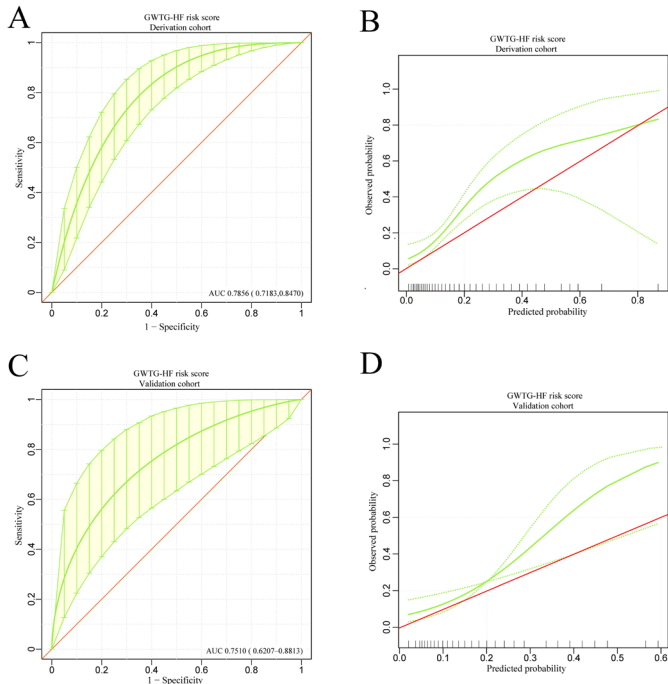 A
GWTG-HF risk score
Derivation cohort
Sensitivity
0 0.2 0.4 0.6 0.8 1
AUC 0.7856 ( 0.7183,0.8470)
0 0.2 0.4 0.6 0.8 1
1 − Specificity
B
GWTG-HF risk score
Derivation cohort
Observed probability
0.0 0.2 0.4 0.6 0.8 1.0
0.0 0.2 0.4 0.6 0.8
Predicted probability
C
GWTG-HF risk score
Validation cohort
Sensitivity
0 0.2 0.4 0.6 0.8 1
AUC 0.7510 ( 0.6207–0.8813)
0 0.2 0.4 0.6 0.8 1
1 − Specificity
D
GWTG-HF risk score
Validation cohort
Observed probability
0.0 0.2 0.4 0.6 0.8 1.0
0.0 0.1 0.2 0.3 0.4 0.5 0.6
Predicted probability